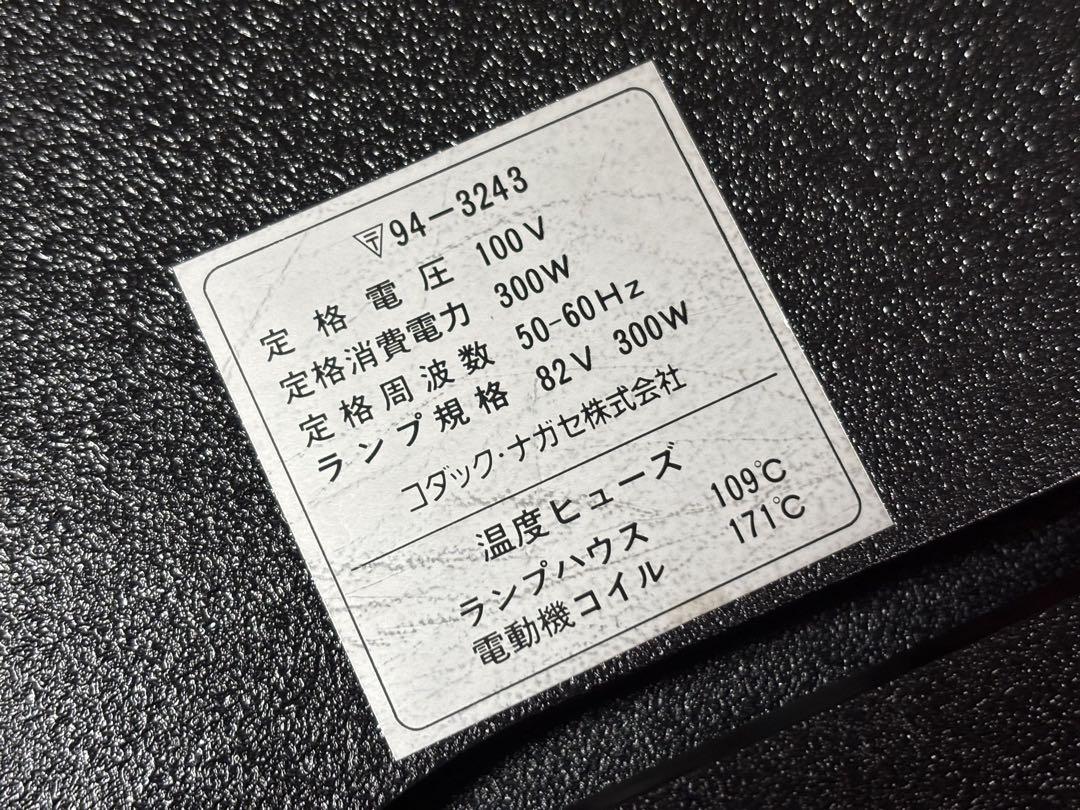 〒94-3243
定格電圧 100V
定格消費電力 300W
定格周波数 50-60Hz
ランプ規格 82V 300W
コダック・ナガセ株式会社
温度ヒューズ
ランプハウス 109℃
電動機コイル 171℃